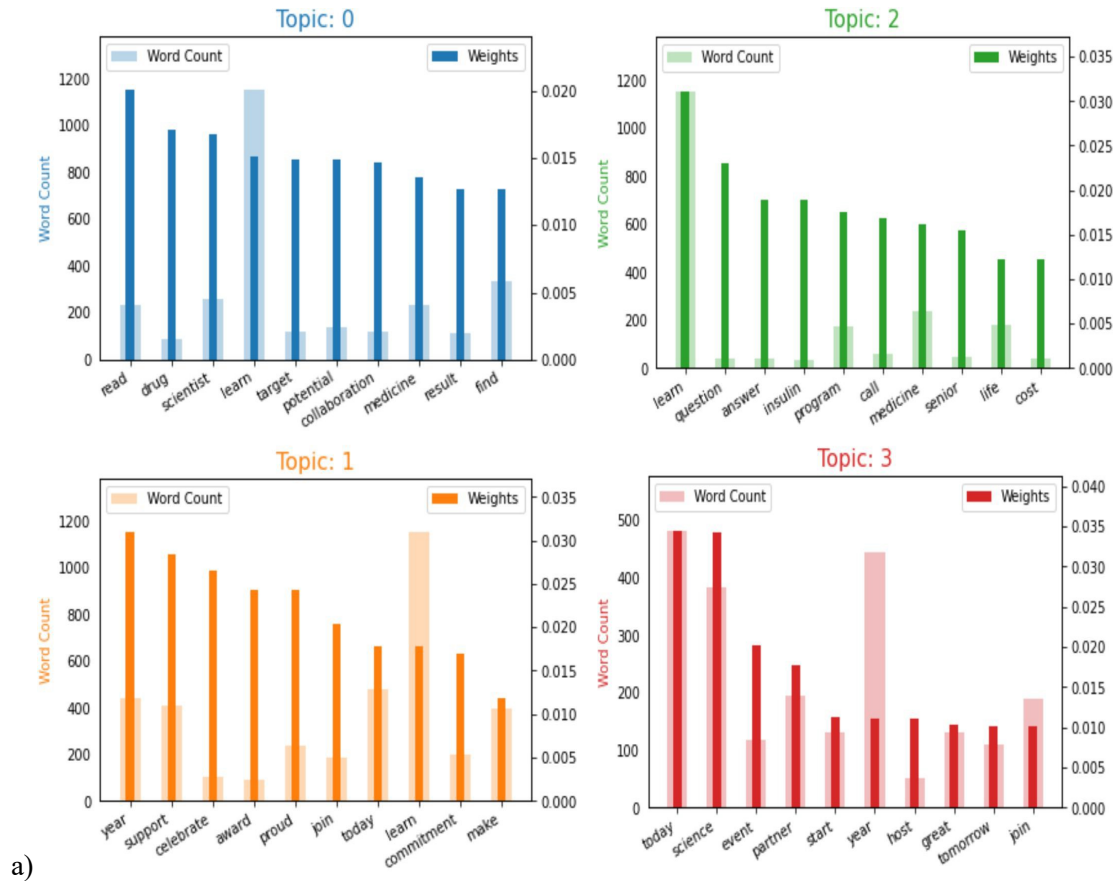 Topic: 0
Word Count
Weights
Word Count
1200
1000
800
600
400
200
0
0.020
0.015
0.010
0.005
0.000
read
drug
scientist
learn
target
potential
collaboration
medicine
result
find
Topic: 2
Word Count
Weights
Word Count
1200
1000
800
600
400
200
0
0.035
0.030
0.025
0.020
0.015
0.010
0.005
0.000
learn
question
answer
insulin
program
call
medicine
senior
life
cost
Topic: 1
Word Count
Weights
Word Count
1200
1000
800
600
400
200
0
0.035
0.030
0.025
0.020
0.015
0.010
0.005
0.000
year
support
celebrate
award
proud
join
today
learn
commitment
make
Topic: 3
Word Count
Weights
Word Count
500
400
300
200
100
0
0.040
0.035
0.030
0.025
0.020
0.015
0.010
0.005
0.000
today
science
event
partner
start
year
host
great
tomorrow
join
a)